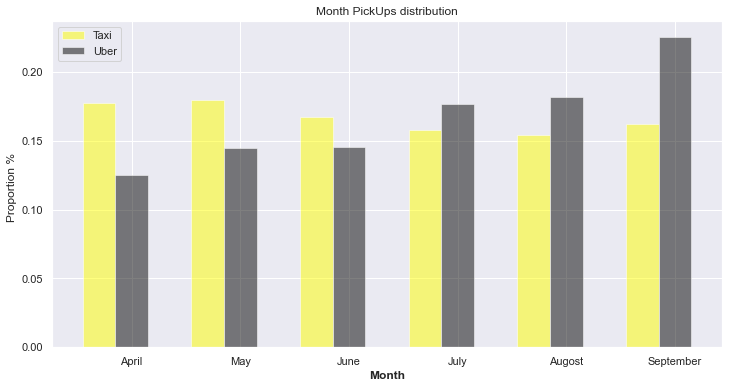 Month PickUps distribution
Taxi
Uber
Proportion %
0.20
0.15
0.10
0.05
0.00
April May June July Augost September
Month